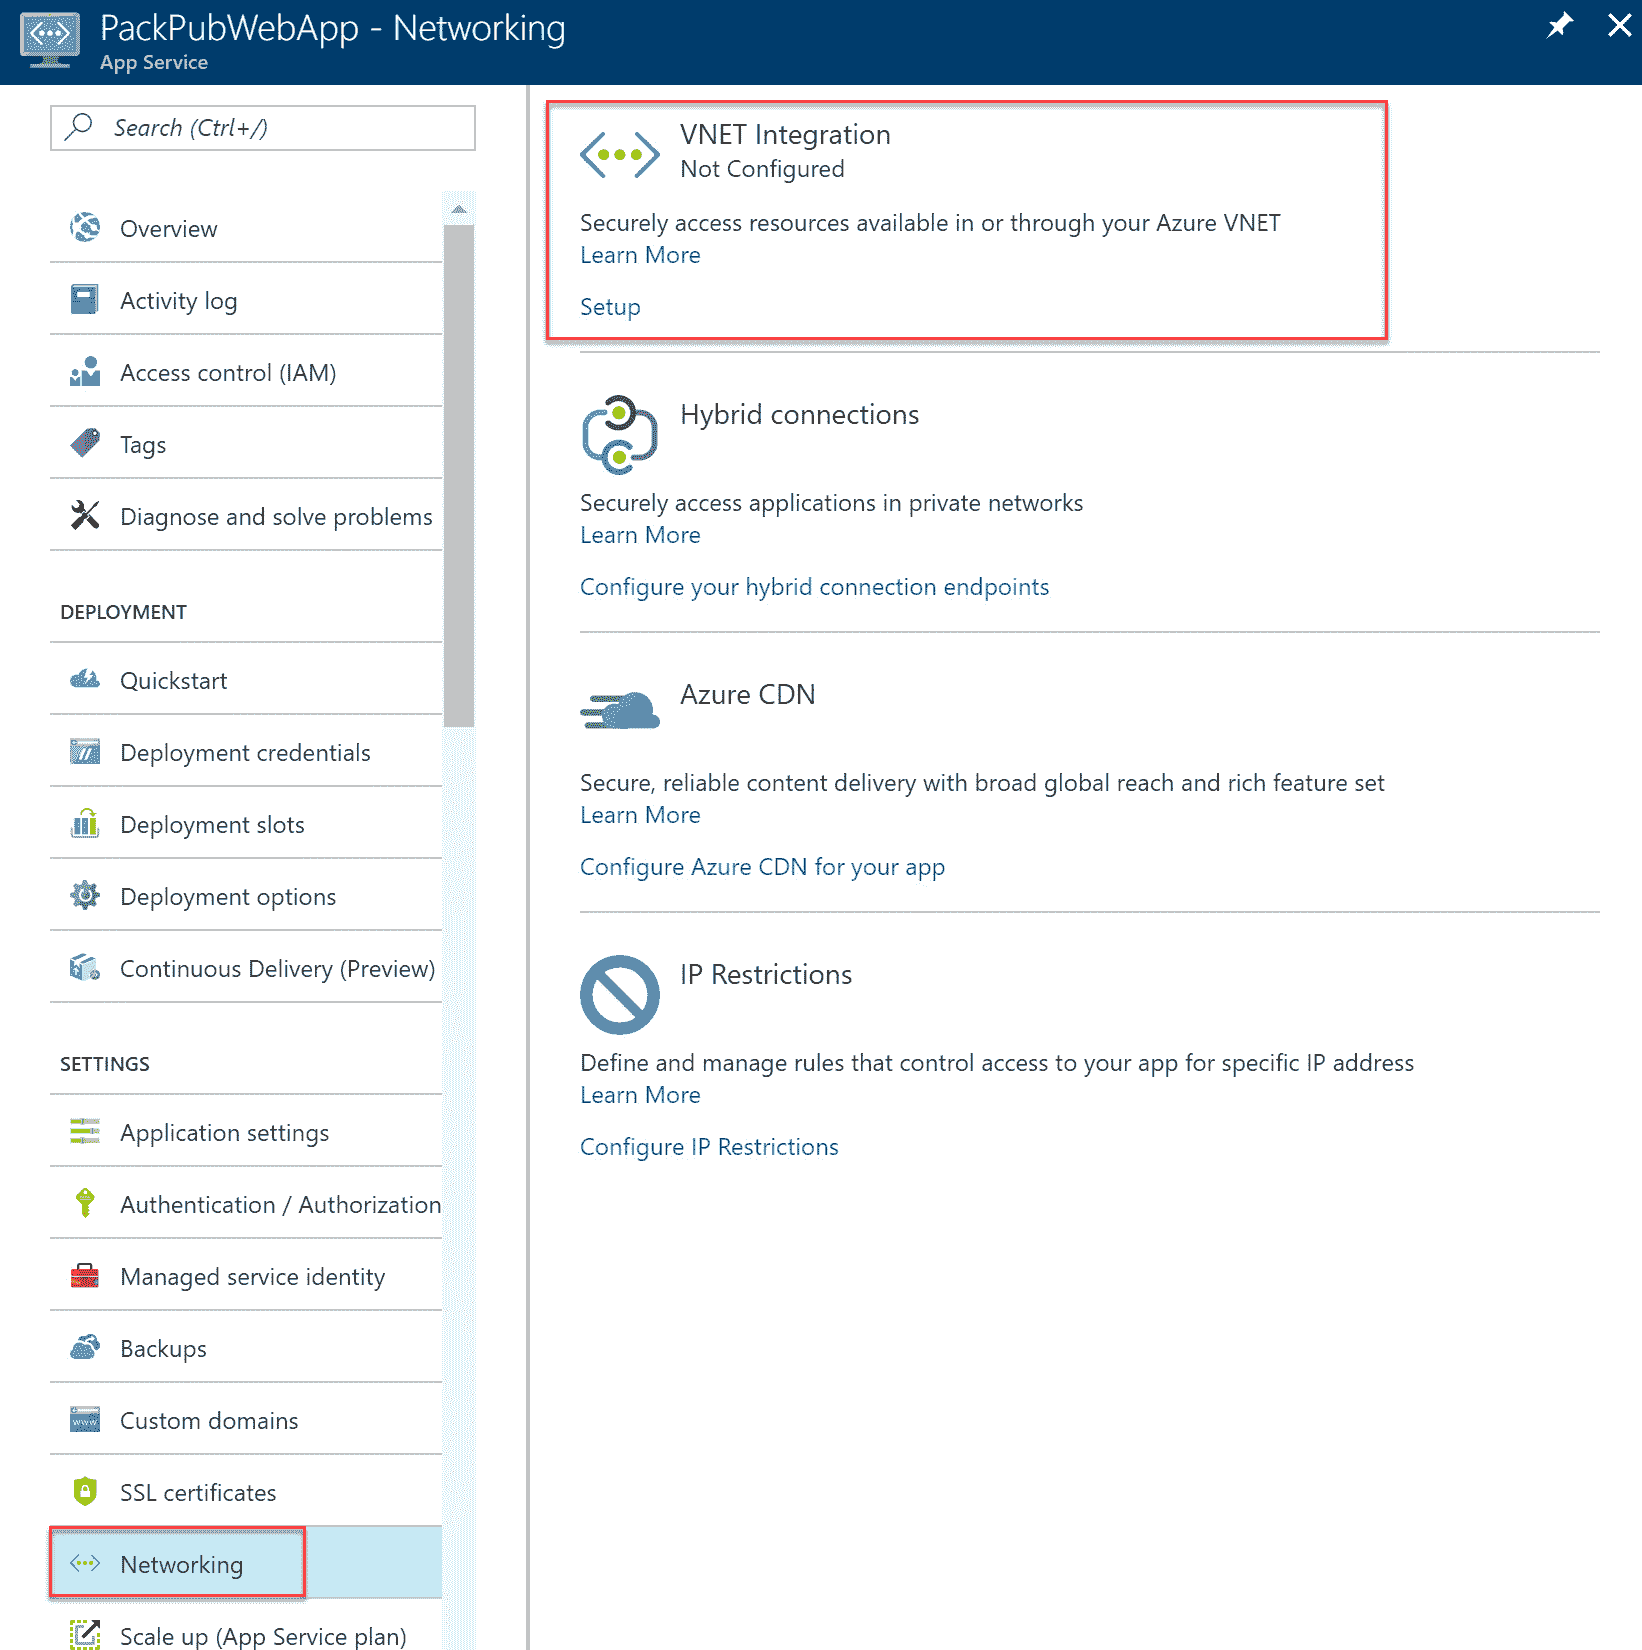 PackPubWebApp - Networking
App Service
Search (Ctrl+/)
Overview
Activity log
Access control (IAM)
Tags
Diagnose and solve problems
DEPLOYMENT
Quickstart
Deployment credentials
Deployment slots
Deployment options
Continuous Delivery (Preview)
SETTINGS
Application settings
Authentication / Authorization
Managed service identity
Backups
www
Custom domains
SSL certificates
Networking
Scale up (App Service plan)
VNET Integration
Not Configured
Securely access resources available in or through your Azure VNET
Learn More
Setup
Hybrid connections
Securely access applications in private networks
Learn More
Configure your hybrid connection endpoints
Azure CDN
Secure, reliable content delivery with broad global reach and rich feature set
Learn More
Configure Azure CDN for your app
IP Restrictions
Define and manage rules that control access to your app for specific IP address
Learn More
Configure IP Restrictions